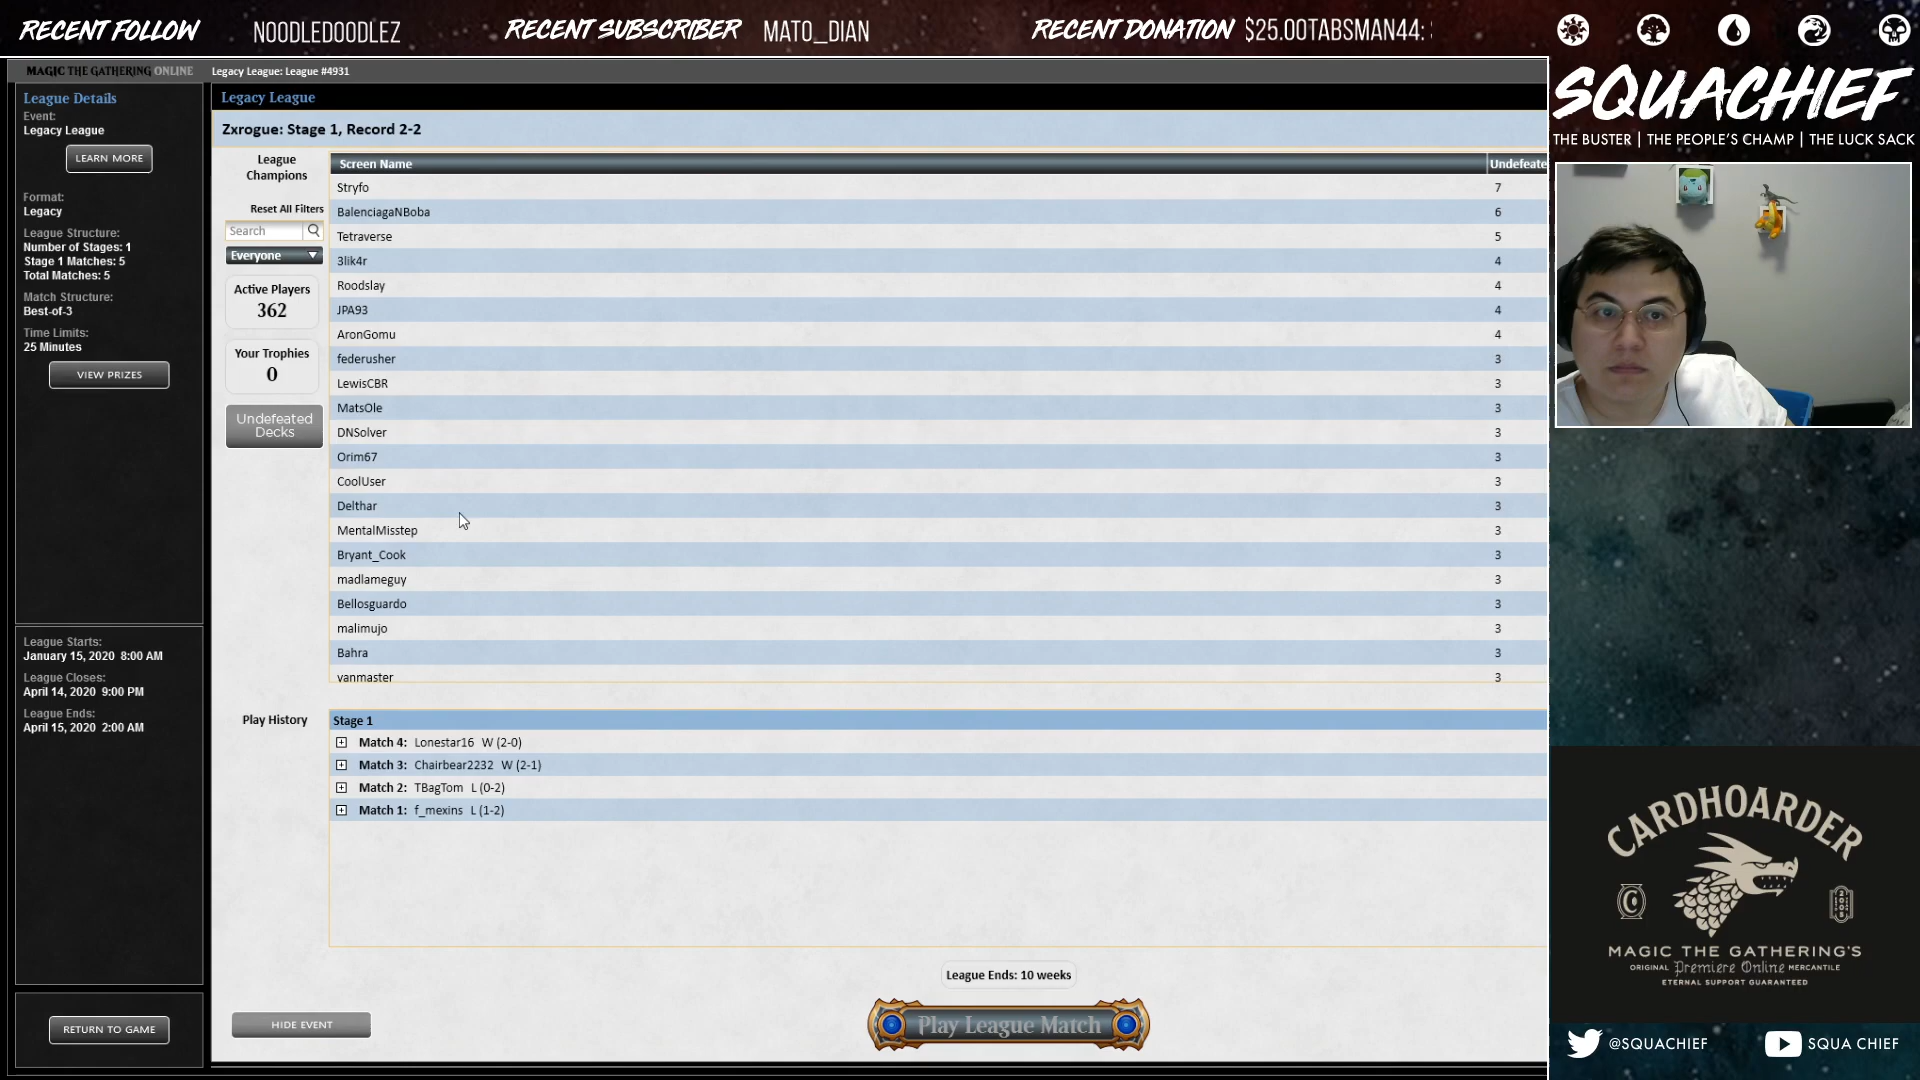 RECENT FOLLOW NOODLEDOODLEZ RECENT SUBSCRIBER MATO_DIAN RECENT DONATION $25.00TABSMAN44:
MAGIC THE GATHERING ONLINE
Legacy League: League #4931
League Details
Event:
Legacy League
LEARN MORE
Format:
Legacy
League Structure:
Number of Stages: 1
Stage 1 Matches: 5
Total Matches: 5
Match Structure:
Best-of-3
Time Limits:
25 Minutes
VIEW PRIZES
League Starts:
January 15, 2020 8:00 AM
League Closes:
April 14, 2020 9:00 PM
League Ends:
April 15, 2020 2:00 AM
RETURN TO GAME
Legacy League
Zxrogue: Stage 1, Record 2-2
League
Champions
Reset All Filters
Search
Everyone
Active Players
362
Your Trophies
0
Undefeated
Decks
Screen Name Undefeate
Stryfo 7
BalenciagaNBoba 6
Tetraverse 5
3lik4r 4
Roodslay 4
JPA93 4
AronGomu 4
federusher 3
LewisCBR 3
MatsOle 3
DNSolver 3
Orim67 3
CoolUser 3
Delthar 3
MentalMisstep 3
Bryant_Cook 3
madlameguy 3
Bellosguardo 3
malimujo 3
Bahra 3
vanmaster 3
Play History
Stage 1
Match 4: Lonestar16 W (2-0)
Match 3: Chairbear2232 W (2-1)
Match 2: TBagTom L (0-2)
Match 1: f_mexins L (1-2)
League Ends: 10 weeks
HIDE EVENT
Play League Match
SQUACHIEF
THE BUSTER | THE PEOPLE'S CHAMP | THE LUCK SACK
CARDHOARDER
MAGIC THE GATHERING'S
ORIGINAL Premiere Online MERCANTILE
ETERNAL SUPPORT GUARANTEED
@SQUACHIEF
SQUA CHIEF